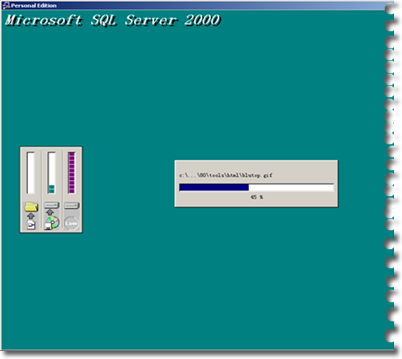 Personal Edition
Microsoft SQL Server 2000
c:\...\80\tools\html\blutop.gif
45 %